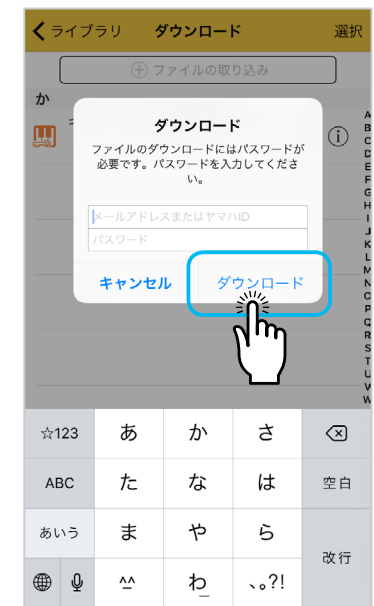 ライブラリ ダウンロード 選択
ファイルの取り込み
か
ダウンロード
ファイルのダウンロードにはパスワードが
必要です。パスワードを入力してくださ
い。
メールアドレスまたはヤマハID
パスワード
キャンセル ダウンロード
A
B
C
D
E
F
G
H
I
J
K
L
M
N
O
P
Q
R
S
T
U
V
W
☆123 あ か さ
ABC た な は 空白
あいう ま や ら
改行
^^ わ 、。?!